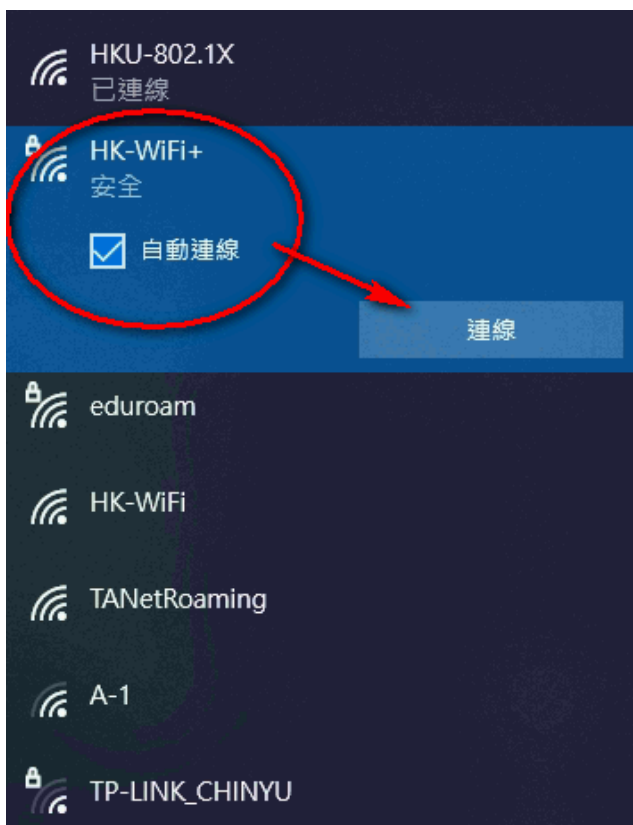 HKU-802.1X
已連線
HK-WiFi+
安全
自動連線
連線
eduroam
HK-WiFi
TANetRoaming
A-1
TP-LINK_CHINYU